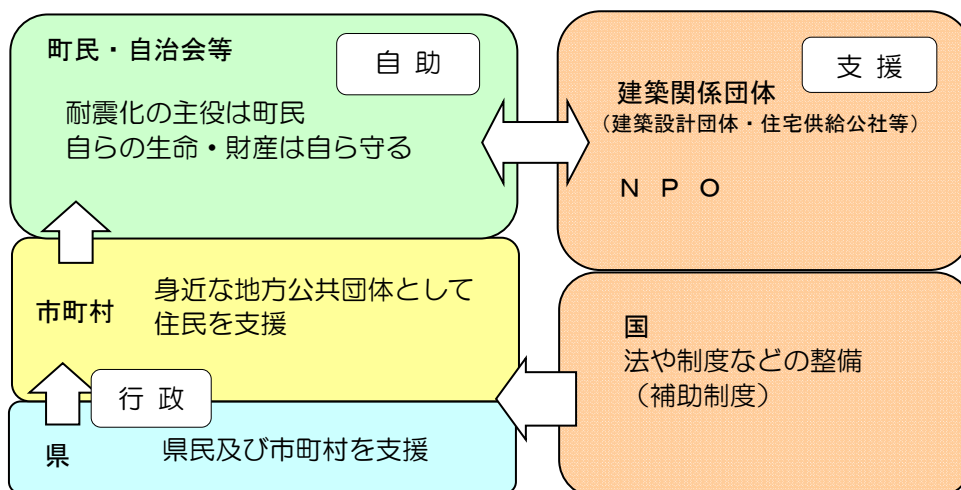 町民・自治会等
自 助
耐震化の主役は町民
自らの生命・財産は自ら守る
支 援
建築関係団体
（建築設計団体・住宅供給公社等）
Ｎ Ｐ Ｏ
市町村
身近な地方公共団体として
住民を支援
国
法や制度などの整備
（補助制度）
行 政
県
県民及び市町村を支援